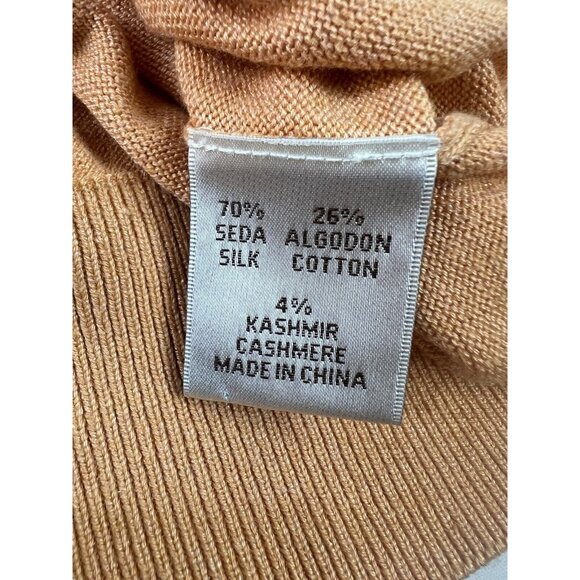 70% 26%
SEDA ALGODON
SILK COTTON
4%
KASHMIR
CASHMERE
MADE IN CHINA